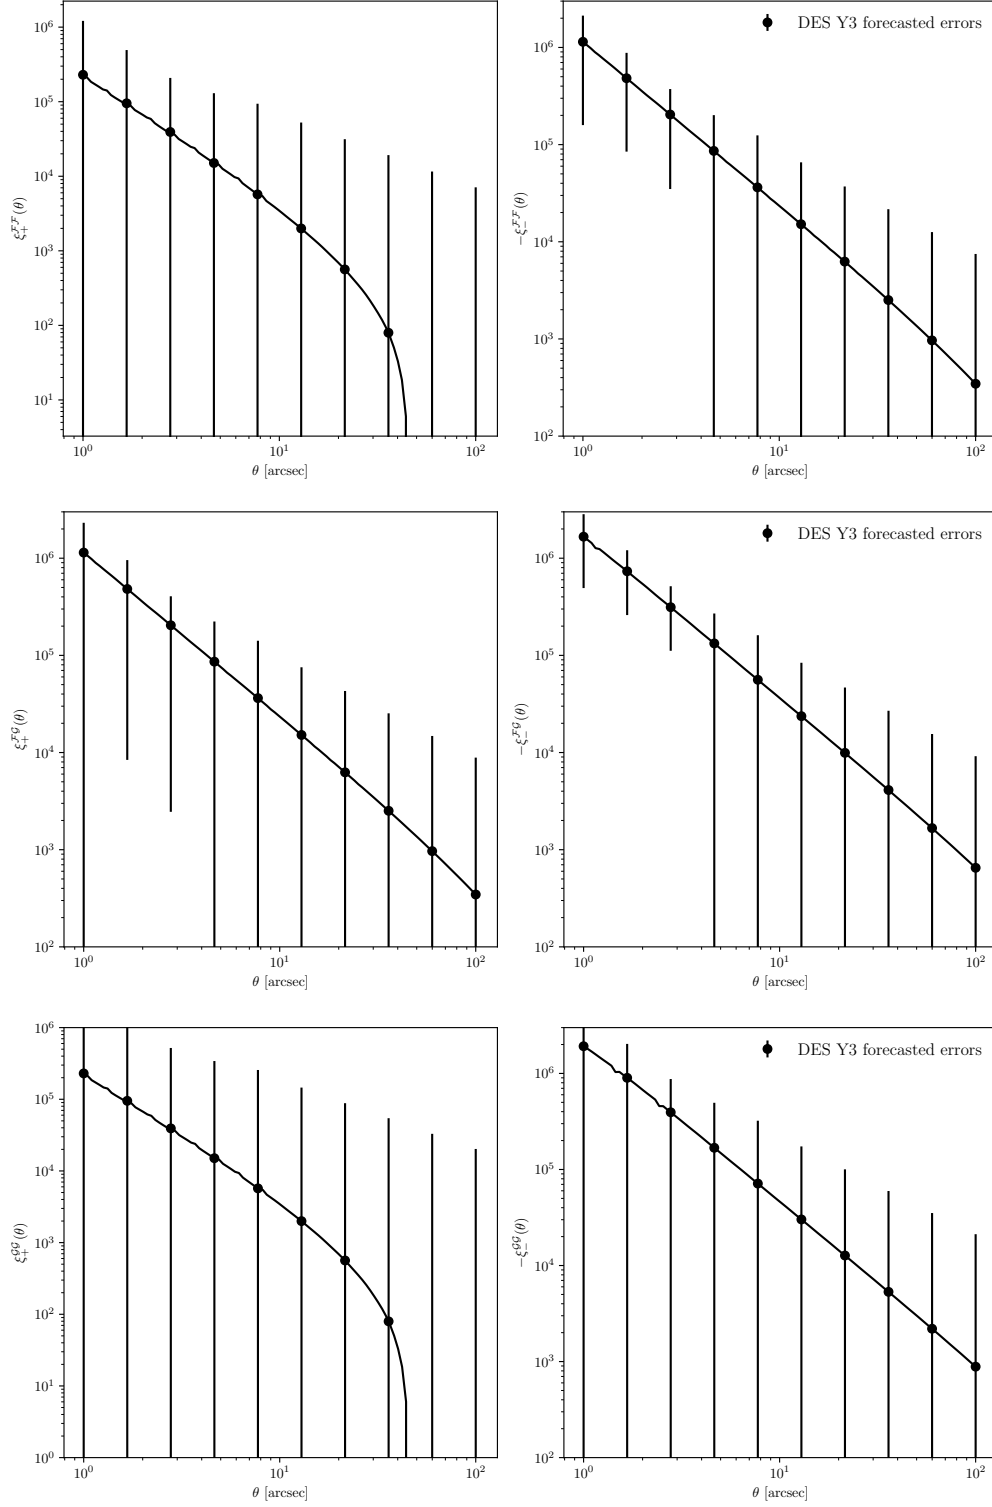 10⁶
10⁵
10⁴
10³
10²
10¹
ξ₊^{ℱℱ}(θ)
10⁰ 10¹ 10²
θ [arcsec]
DES Y3 forecasted errors
10⁶
10⁵
10⁴
10³
10²
−ξ₋^{ℱℱ}(θ)
10⁰ 10¹ 10²
θ [arcsec]
10⁶
10⁵
10⁴
10³
10²
ξ₊^{ℱ𝒢}(θ)
10⁰ 10¹ 10²
θ [arcsec]
DES Y3 forecasted errors
10⁶
10⁵
10⁴
10³
10²
−ξ₋^{ℱ𝒢}(θ)
10⁰ 10¹ 10²
θ [arcsec]
10⁶
10⁵
10⁴
10³
10²
10¹
10⁰
ξ₊^{𝒢𝒢}(θ)
10⁰ 10¹ 10²
θ [arcsec]
DES Y3 forecasted errors
10⁶
10⁵
10⁴
10³
10²
−ξ₋^{𝒢𝒢}(θ)
10⁰ 10¹ 10²
θ [arcsec]